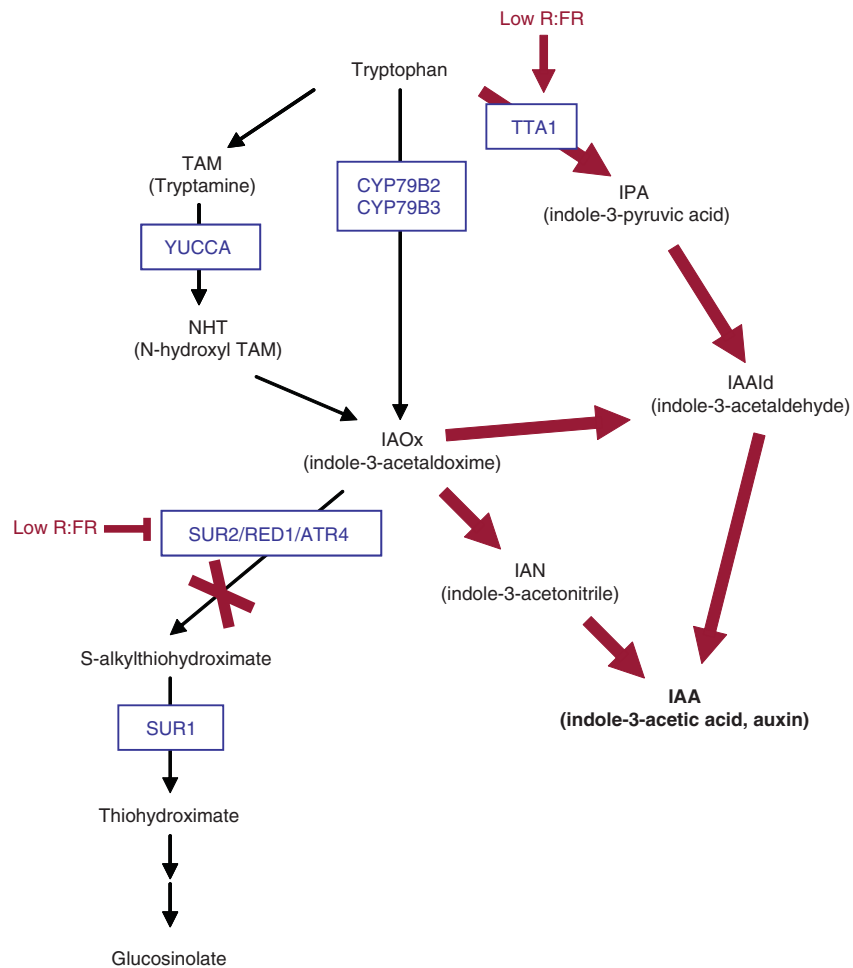 Low R:FR
Tryptophan
TTA1
TAM
(Tryptamine)
CYP79B2
CYP79B3
IPA
(indole-3-pyruvic acid)
YUCCA
NHT
(N-hydroxyl TAM)
IAAId
(indole-3-acetaldehyde)
IAOx
(indole-3-acetaldoxime)
Low R:FR
SUR2/RED1/ATR4
IAN
(indole-3-acetonitrile)
S-alkylthiohydroximate
IAA
(indole-3-acetic acid, auxin)
SUR1
Thiohydroximate
Glucosinolate